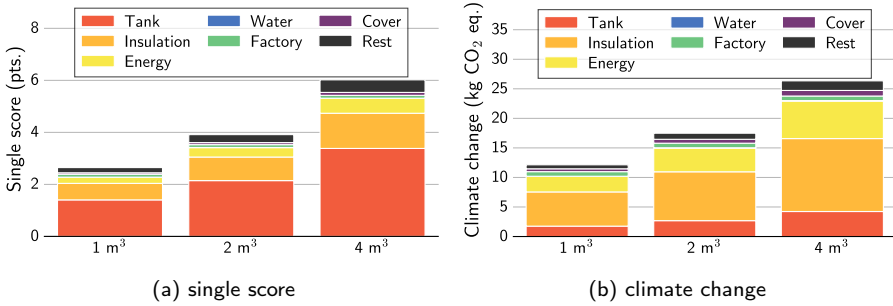 Single score (pts.)
8
6
4
2
0
Tank
Water
Cover
Insulation
Factory
Rest
Energy
1 m³
2 m³
4 m³
(a) single score
Climate change (kg CO₂ eq.)
35
30
25
20
15
10
5
0
Tank
Water
Cover
Insulation
Factory
Rest
Energy
1 m³
2 m³
4 m³
(b) climate change